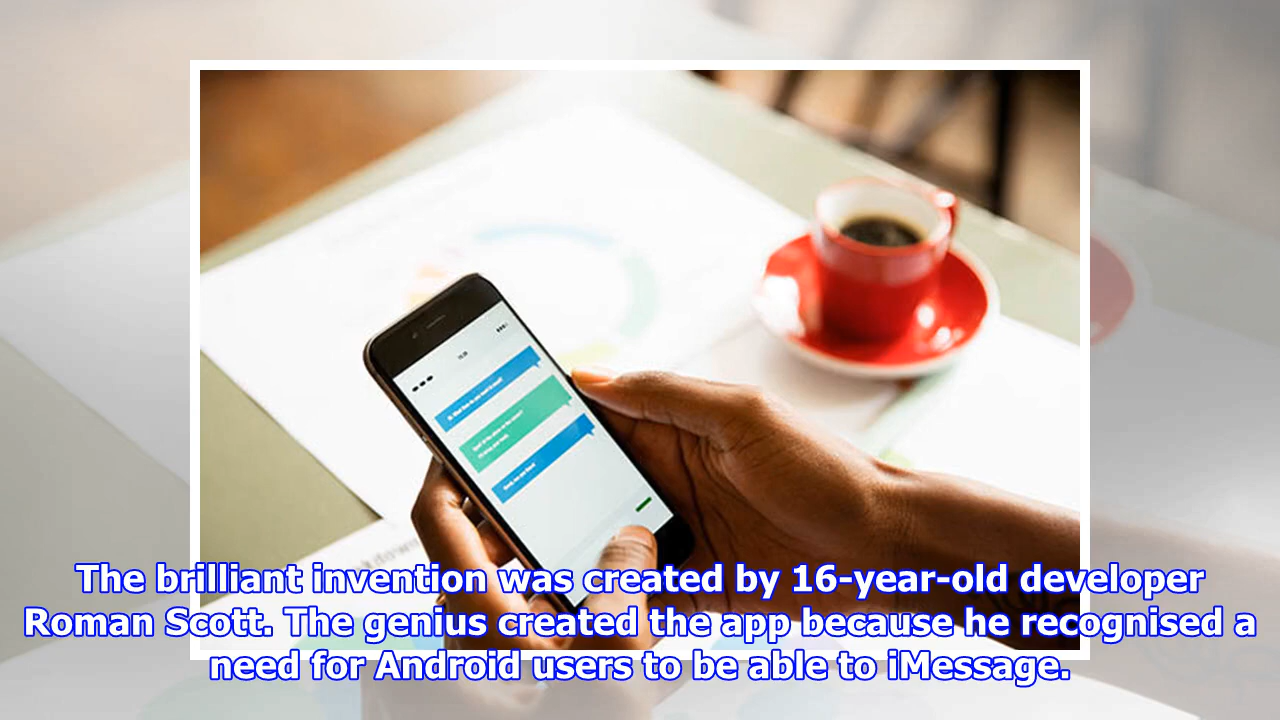 The brilliant invention was created by 16-year-old developer
Roman Scott. The genius created the app because he recognised a
need for Android users to be able to iMessage.